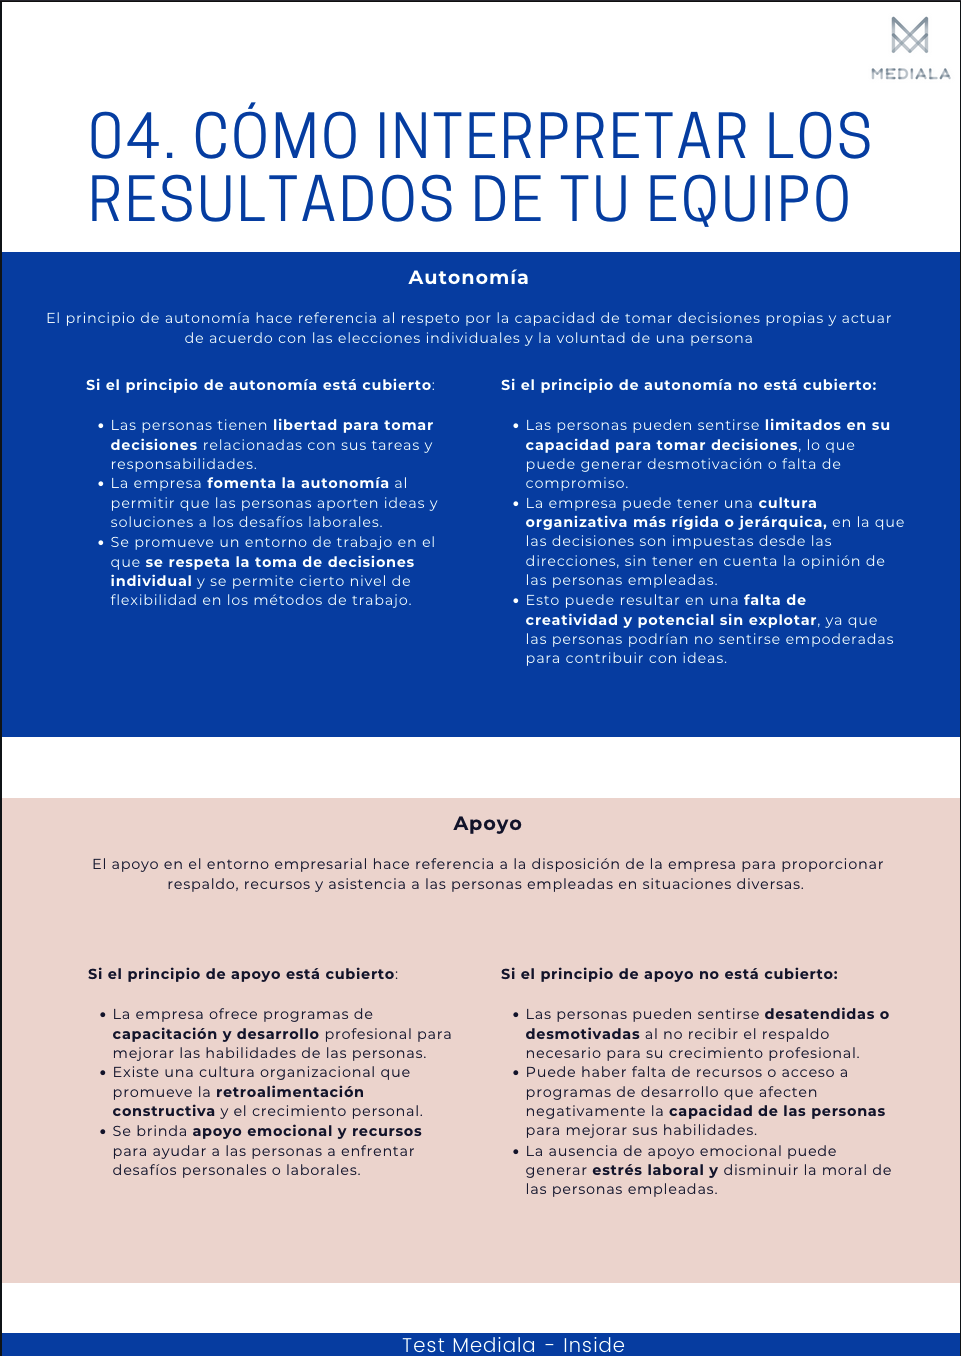 MEDIALA
04. CÓMO INTERPRETAR LOS
RESULTADOS DE TU EQUIPO
Autonomía
El principio de autonomía hace referencia al respeto por la capacidad de tomar decisiones propias y actuar
de acuerdo con las elecciones individuales y la voluntad de una persona
Si el principio de autonomía está cubierto:
• Las personas tienen libertad para tomar
decisiones relacionadas con sus tareas y
responsabilidades.
• La empresa fomenta la autonomía al
permitir que las personas aporten ideas y
soluciones a los desafíos laborales.
• Se promueve un entorno de trabajo en el
que se respeta la toma de decisiones
individual y se permite cierto nivel de
flexibilidad en los métodos de trabajo.
Si el principio de autonomía no está cubierto:
• Las personas pueden sentirse limitados en su
capacidad para tomar decisiones, lo que
puede generar desmotivación o falta de
compromiso.
• La empresa puede tener una cultura
organizativa más rígida o jerárquica, en la que
las decisiones son impuestas desde las
direcciones, sin tener en cuenta la opinión de
las personas empleadas.
• Esto puede resultar en una falta de
creatividad y potencial sin explotar, ya que
las personas podrían no sentirse empoderadas
para contribuir con ideas.
Apoyo
El apoyo en el entorno empresarial hace referencia a la disposición de la empresa para proporcionar
respaldo, recursos y asistencia a las personas empleadas en situaciones diversas.
Si el principio de apoyo está cubierto:
• La empresa ofrece programas de
capacitación y desarrollo profesional para
mejorar las habilidades de las personas.
• Existe una cultura organizacional que
promueve la retroalimentación
constructiva y el crecimiento personal.
• Se brinda apoyo emocional y recursos
para ayudar a las personas a enfrentar
desafíos personales o laborales.
Si el principio de apoyo no está cubierto:
• Las personas pueden sentirse desatendidas o
desmotivadas al no recibir el respaldo
necesario para su crecimiento profesional.
• Puede haber falta de recursos o acceso a
programas de desarrollo que afecten
negativamente la capacidad de las personas
para mejorar sus habilidades.
• La ausencia de apoyo emocional puede
generar estrés laboral y disminuir la moral de
las personas empleadas.
Test Mediala - Inside